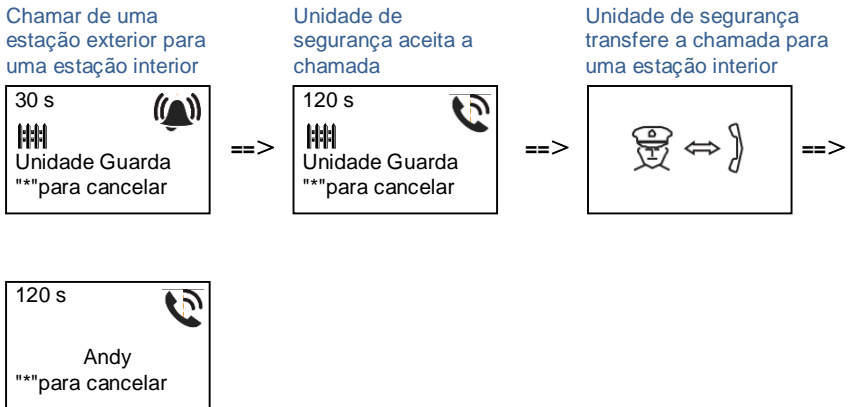 Chamar de uma
estação exterior para
uma estação interior
30 s
Unidade Guarda
"*"para cancelar
==>
Unidade de
segurança aceita a
chamada
120 s
Unidade Guarda
"*"para cancelar
==>
Unidade de segurança
transfere a chamada para
uma estação interior
==>
120 s
Andy
"*"para cancelar